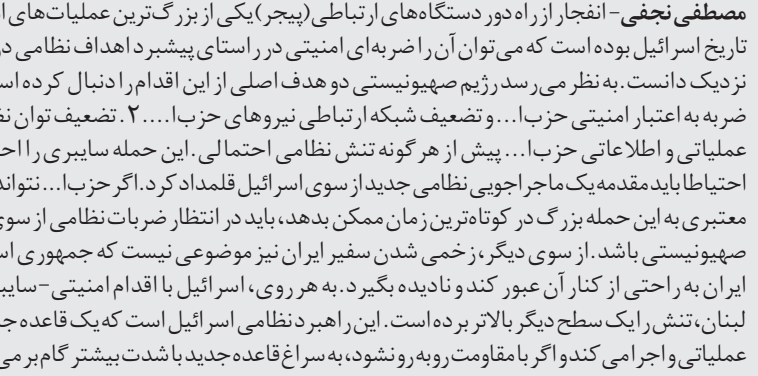 مصطفی نجفی- انفجار از راه دور دستگاه‌های ارتباطی (پیجر) یکی از بزرگ‌ترین عملیات‌های
تاریخ اسرائیل بوده است که می‌توان آن را ضربه‌ای امنیتی در راستای پیشبرد اهداف نظامی
نزدیک دانست. به نظر می‌رسد رژیم صهیونیستی دو هدف اصلی از این اقدام را دنبال کرده
ضربه به اعتبار امنیتی حزب‌ا... و تضعیف شبکه ارتباطی نیروهای حزب‌ا.... ۲. تضعیف توان
عملیاتی و اطلاعاتی حزب‌ا... پیش از هر گونه تنش نظامی احتمالی. این حمله سایبری را
احتیاطا باید مقدمه یک ماجراجویی نظامی جدید از سوی اسرائیل قلمداد کرد. اگر حزب‌ا... نتواند
معتبری به این حمله بزرگ در کوتاه‌ترین زمان ممکن بدهد، باید در انتظار ضربات نظامی از
صهیونیستی باشد. از سوی دیگر، زخمی شدن سفیر ایران نیز موضوعی نیست که جمهوری
ایران به راحتی از کنار آن عبور کند و نادیده بگیرد. به هر روی، اسرائیل با اقدام امنیتی-
لبنان، تنش را یک سطح دیگر بالاتر برده است. این راهبرد نظامی اسرائیل است که یک قاعده
عملیاتی و اجرا می کند و اگر با مقاومت روبه رو نشود، به سراغ قاعده جدید با شدت بیشتر گام بر